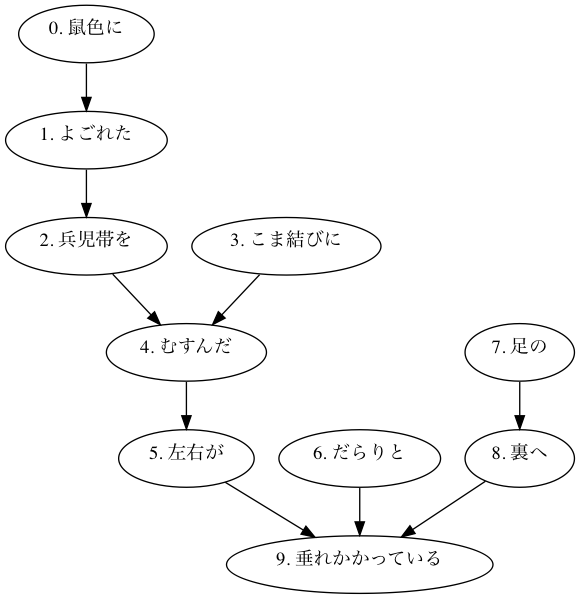 0. 鼠色に
1. よごれた
2. 兵児帯を
3. こま結びに
4. むすんだ
7. 足の
5. 左右が
6. だらりと
8. 裏へ
9. 垂れかかっている